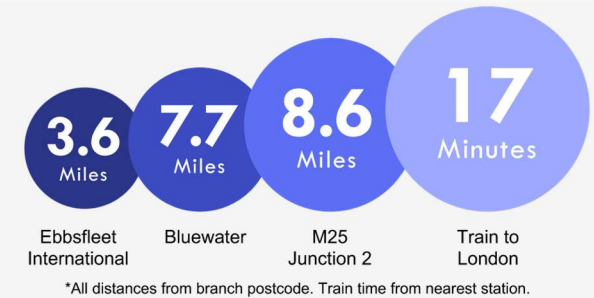 3.6
Miles
7.7
Miles
8.6
Miles
17
Minutes
Ebbsfleet
International
Bluewater
M25
Junction 2
Train to
London
*All distances from branch postcode. Train time from nearest station.